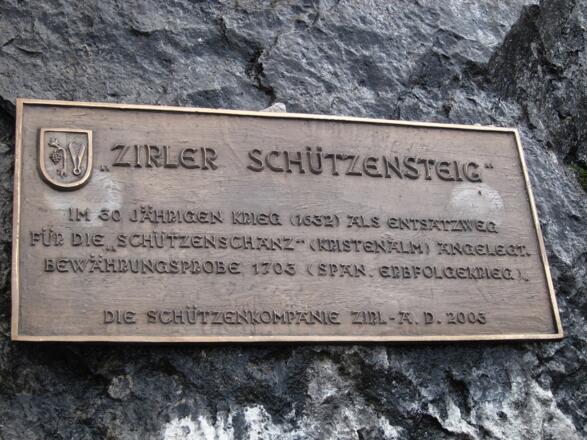 „ZIRLER SCHÜTZENSTEIG"
IM 30 JÄHRIGEN KRIEG (1632) ALS ENTSATZWEG
FÜR DIE „SCHÜTZENSCHANZ" (KRISTENALM) ANGELEGT.
BEWÄHRUNGSPROBE 1703 (SPAN. ERBFOLGEKRIEG).
DIE SCHÜTZENKOMPANIE ZIRL - A. D. 2003